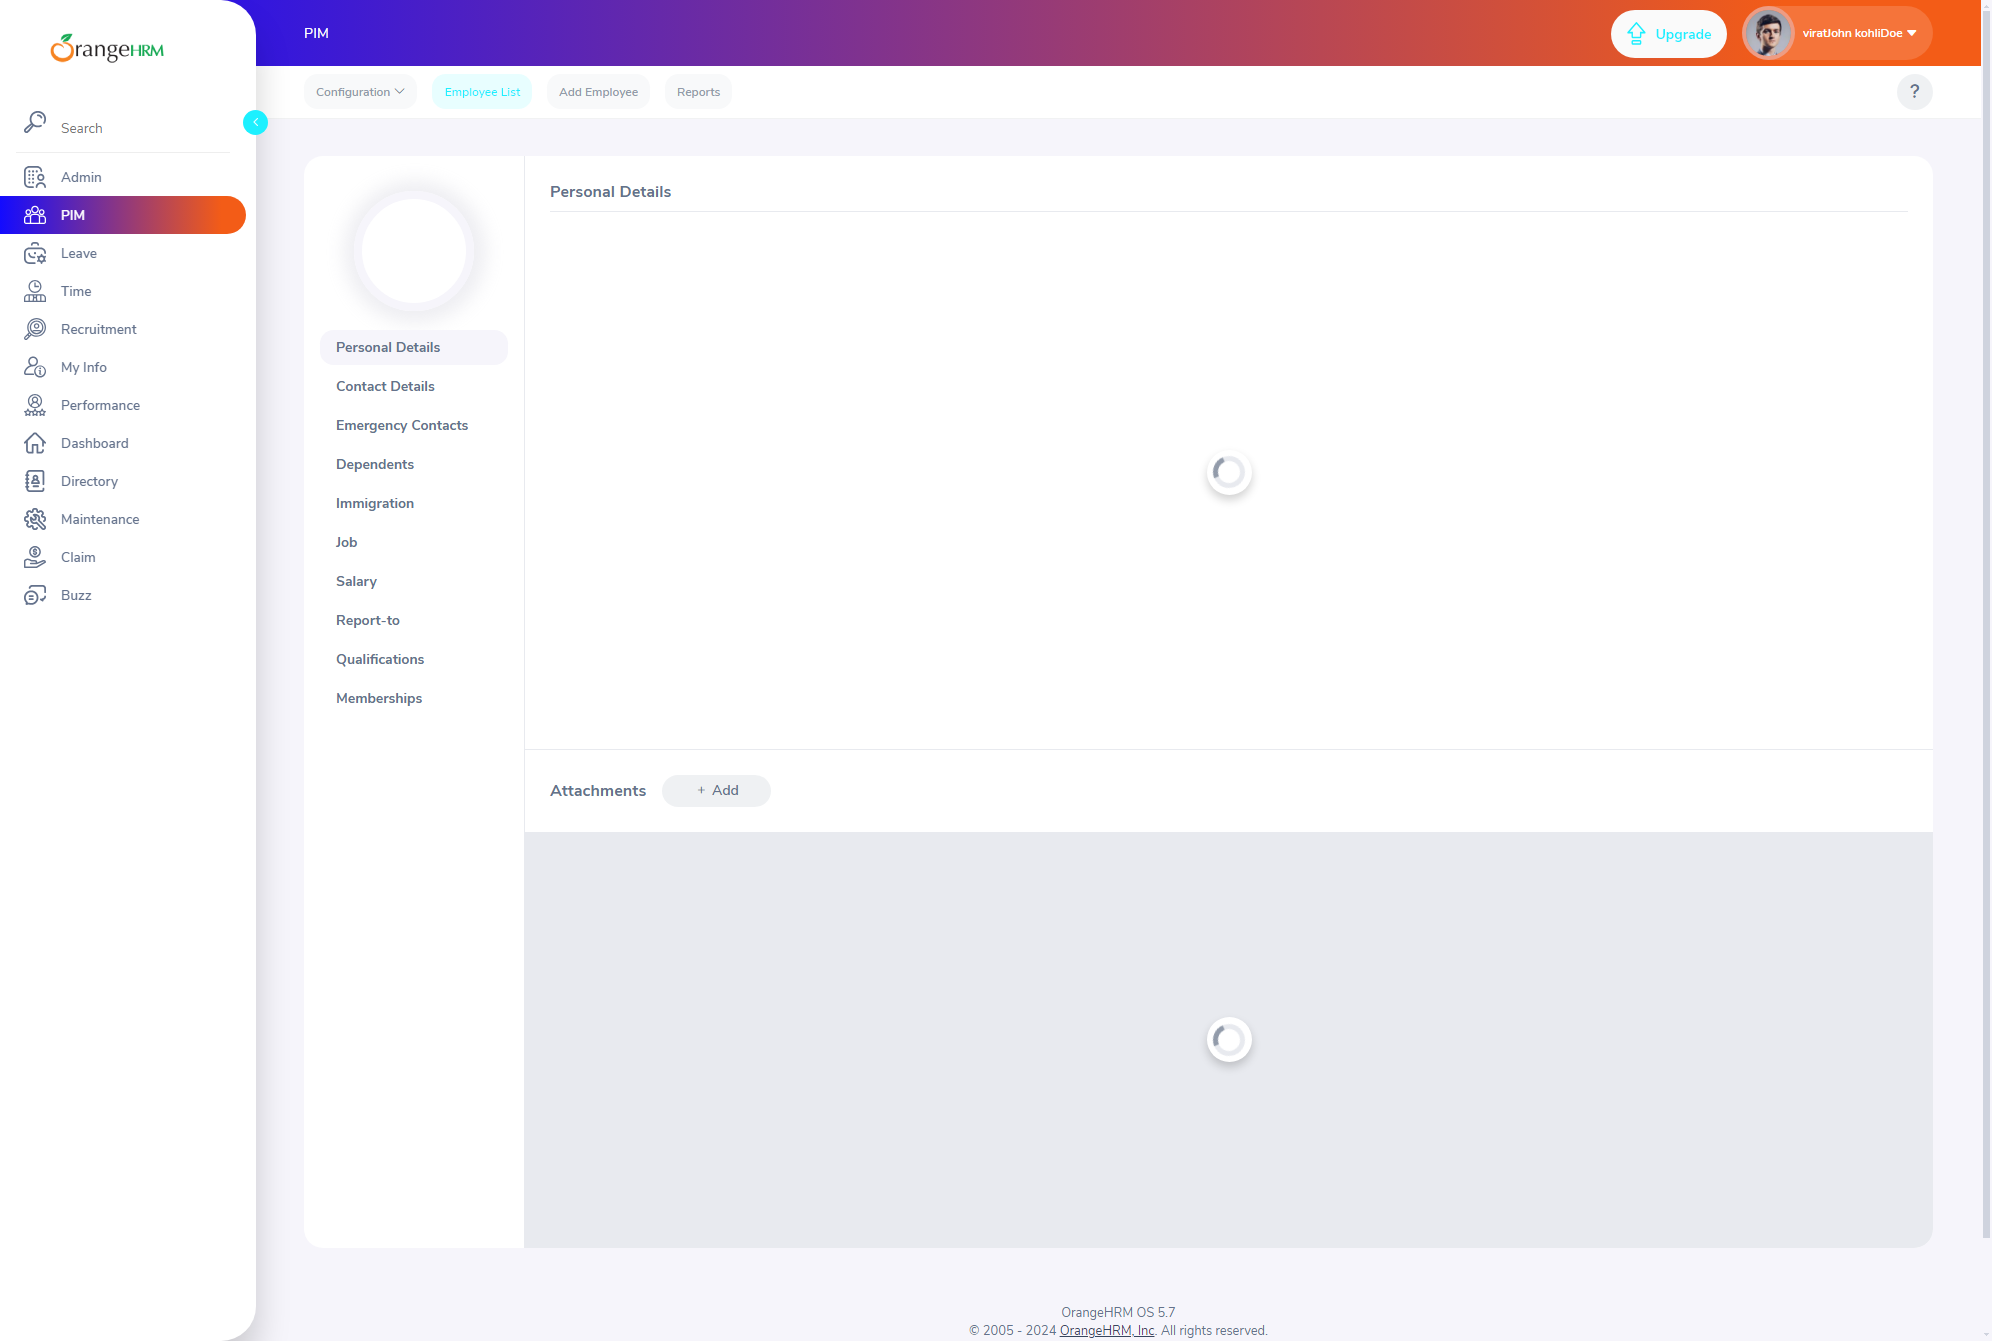 OrangeHRM
PIM
Upgrade
viratJohn kohliDoe
Configuration
Employee List
Add Employee
Reports
?
Search
Admin
PIM
Leave
Time
Recruitment
My Info
Performance
Dashboard
Directory
Maintenance
Claim
Buzz
Personal Details
Contact Details
Emergency Contacts
Dependents
Immigration
Job
Salary
Report-to
Qualifications
Memberships
Personal Details
Attachments
+ Add
OrangeHRM OS 5.7
© 2005 - 2024 OrangeHRM, Inc. All rights reserved.